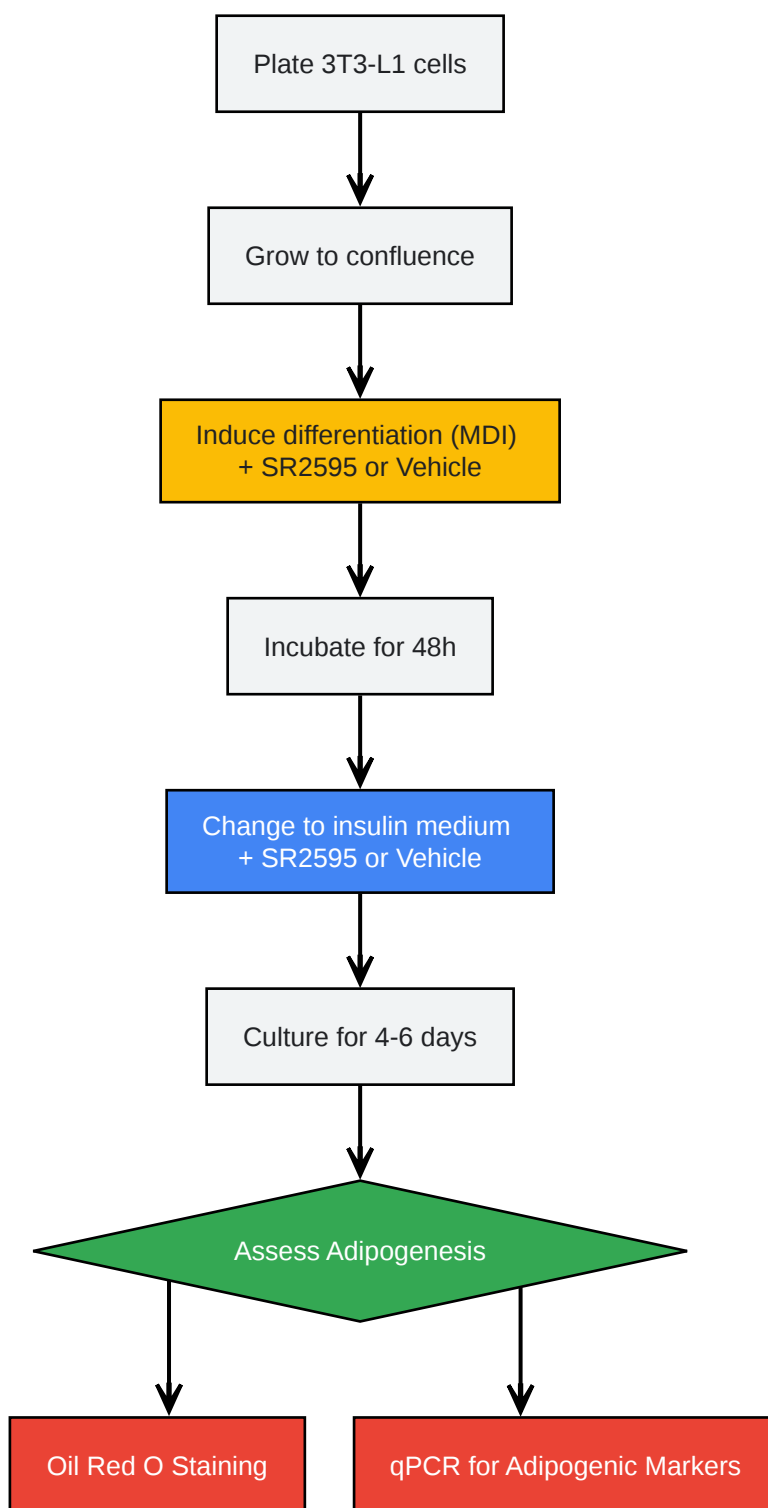 Plate 3T3-L1 cells
Grow to confluence
Induce differentiation (MDI)
+ SR2595 or Vehicle
Incubate for 48h
Change to insulin medium
+ SR2595 or Vehicle
Culture for 4-6 days
Assess Adipogenesis
Oil Red O Staining
qPCR for Adipogenic Markers